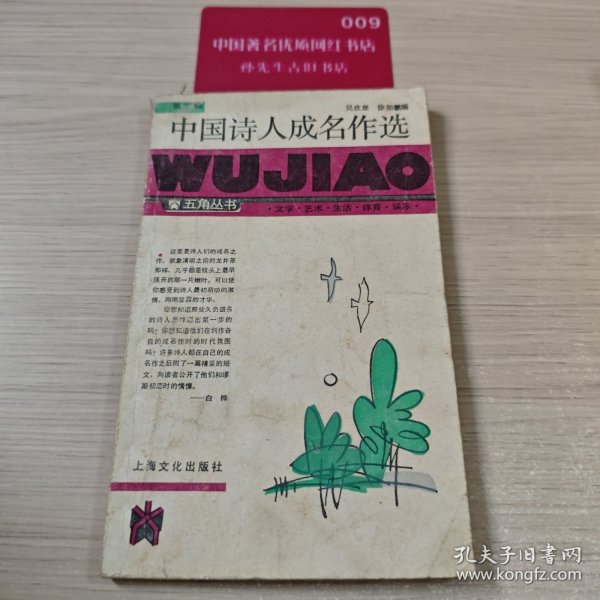 009
中国著名优质网红书店
孙先生古旧书店
第三辑
吴欢章 徐如麒编
中国诗人成名作选
WUJIAO
五角丛书
·文学·艺术·生活·体育·娱乐·
这里是诗人们的成名之
作,就象清明之前的龙井茶
那样,几乎都是枝头上最早
展开的那一片嫩叶。可以使
你感受到诗人最初萌动的激
情,刚刚显露的才华。
你想知道那些久负盛名
的诗人怎样迈出第一步的
吗?你想知道他们在创作各
自的成名作时的时代氛围
吗?许多诗人都在自己的成
名作之后附了一篇精采的短
文,向读者公开了他们和缪
斯初恋时的情愫。
——白桦
上海文化出版社
孔夫子旧书网
www.kongfz.com